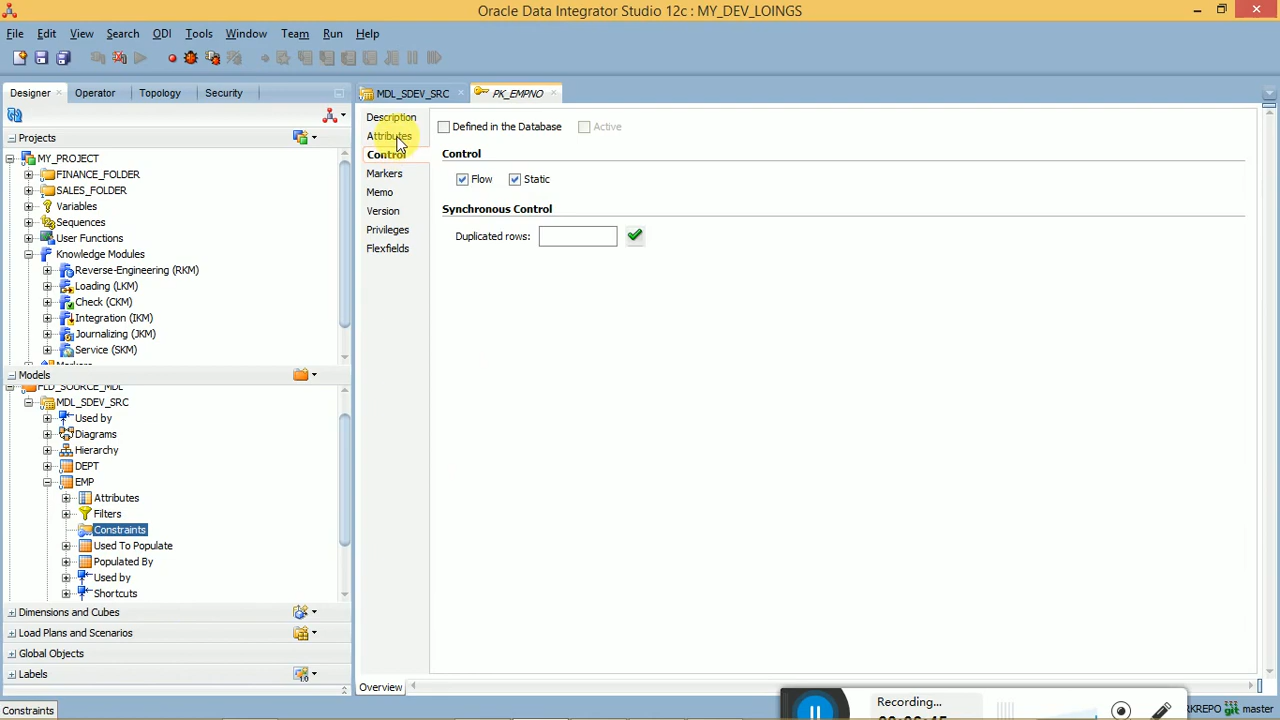 Oracle Data Integrator Studio 12c : MY_DEV_LOINGS
File Edit View Search ODI Tools Window Team Run Help
Designer Operator Topology Security
MDL_SDEV_SRC PK_EMPNO
Projects
MY_PROJECT
FINANCE_FOLDER
SALES_FOLDER
Variables
Sequences
User Functions
Knowledge Modules
Reverse-Engineering (RKM)
Loading (LKM)
Check (CKM)
Integration (IKM)
Journalizing (JKM)
Service (SKM)
Markers
Models
FLD_SOURCE_MDL
MDL_SDEV_SRC
Used by
Diagrams
Hierarchy
DEPT
EMP
Attributes
Filters
Constraints
Used To Populate
Populated By
Used by
Shortcuts
Dimensions and Cubes
Load Plans and Scenarios
Global Objects
Labels
Constraints
Description
Attributes
Control
Markers
Memo
Version
Privileges
Flexfields
Defined in the Database Active
Control
Flow Static
Synchronous Control
Duplicated rows:
Overview
Recording...
RKREPO git master